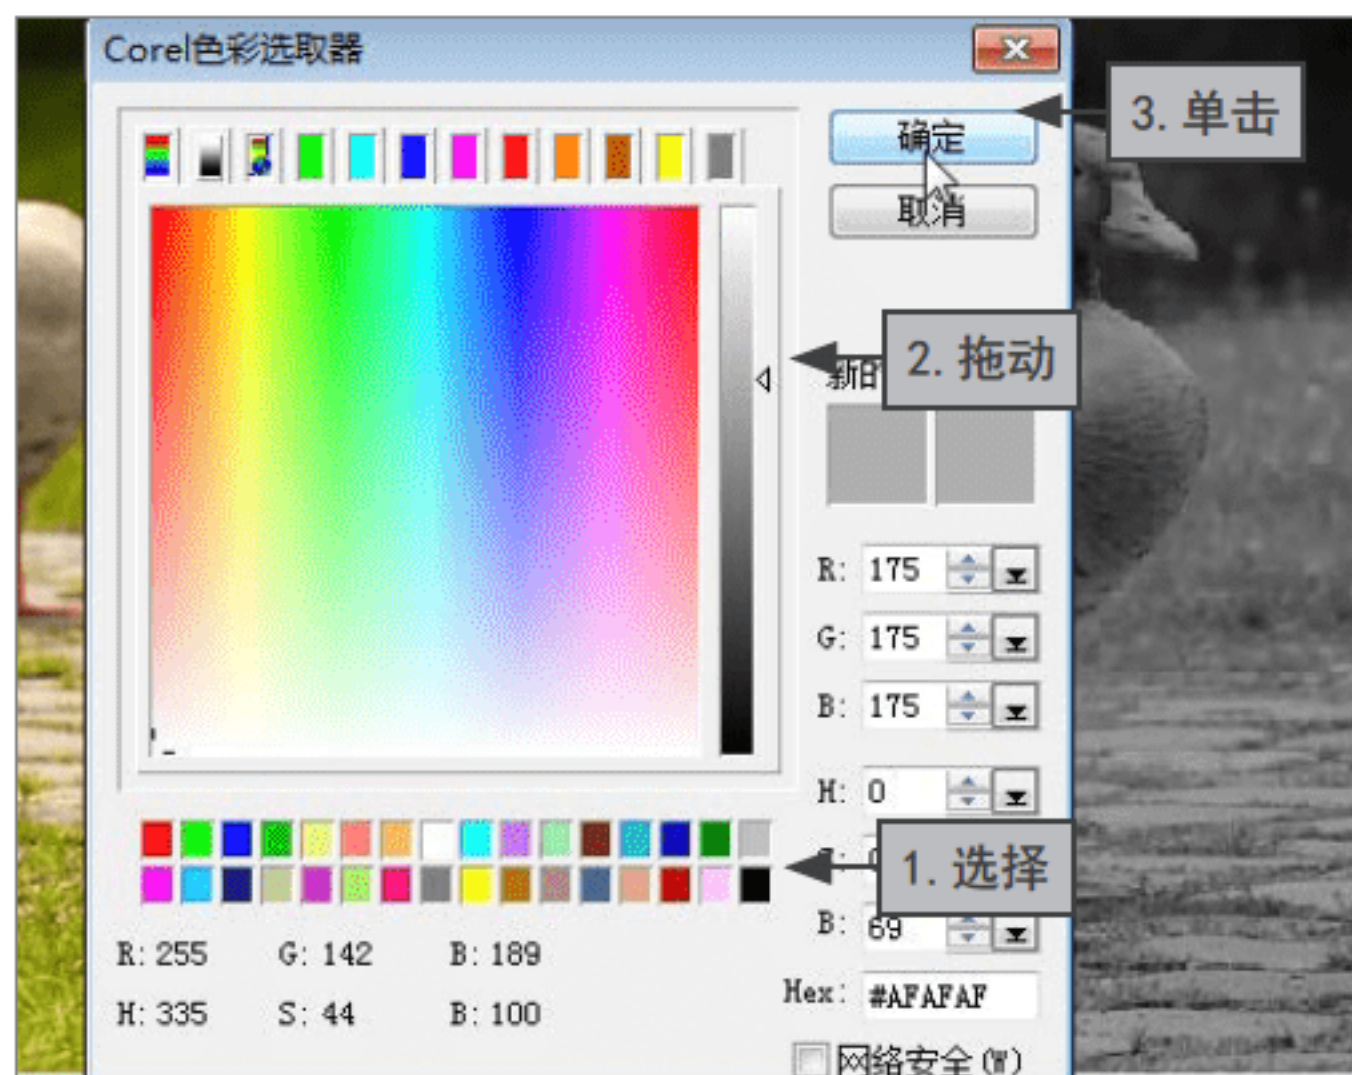 Corel色彩选取器
3.单击
确定
取消
2.拖动
新的
R: 175
G: 175
B: 175
H: 0
1.选择
B: 69
R: 255 G: 142 B: 189
Hex: #AFAFAF
H: 335 S: 44 B: 100
网络安全(W)